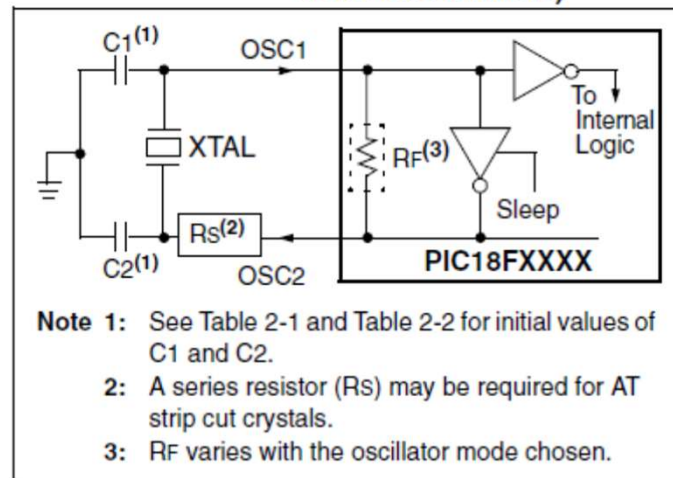 C1(1)
OSC1
To
Internal
Logic
XTAL
RF(3)
Sleep
RS(2)
C2(1)
OSC2
PIC18FXXXX
Note 1: See Table 2-1 and Table 2-2 for initial values of
C1 and C2.
2: A series resistor (RS) may be required for AT
strip cut crystals.
3: RF varies with the oscillator mode chosen.